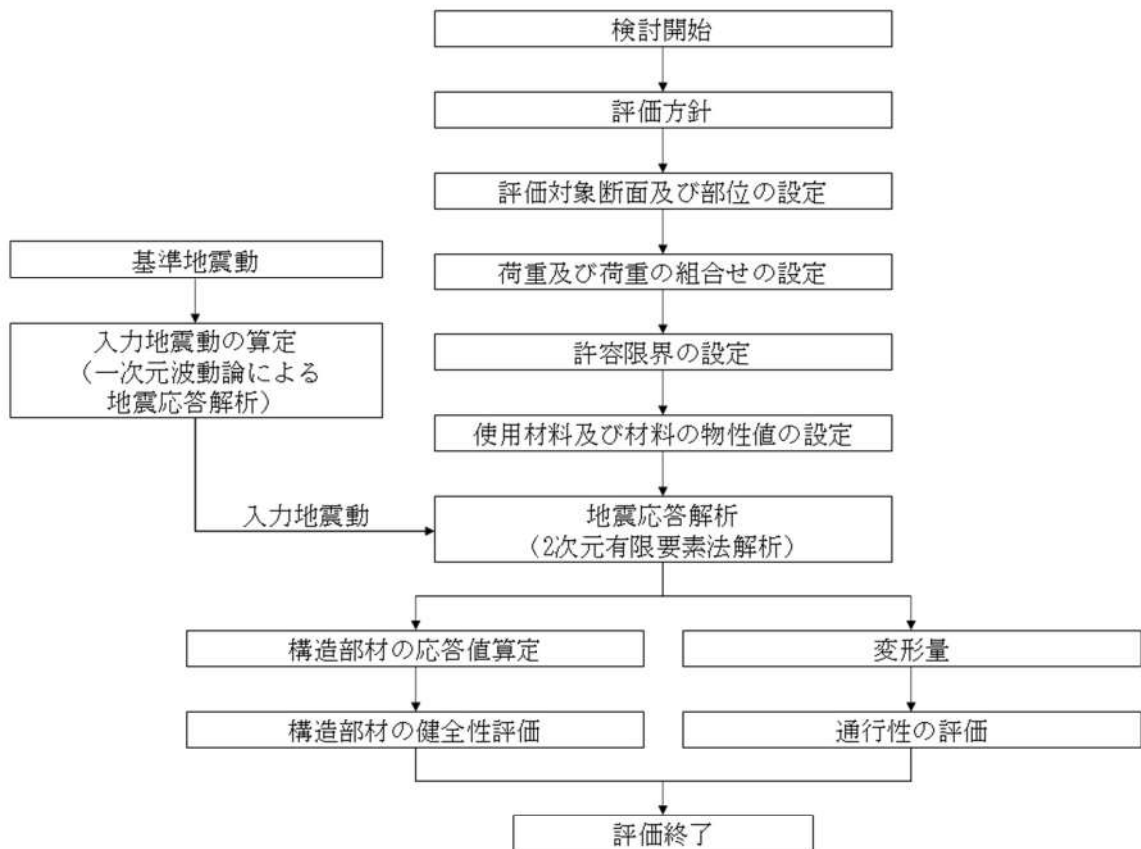 検討開始
評価方針
評価対象断面及び部位の設定
荷重及び荷重の組合せの設定
許容限界の設定
使用材料及び材料の物性値の設定
基準地震動
入力地震動の算定
（一次元波動論による
地震応答解析）
入力地震動
地震応答解析
（2次元有限要素法解析）
構造部材の応答値算定
変形量
構造部材の健全性評価
通行性の評価
評価終了